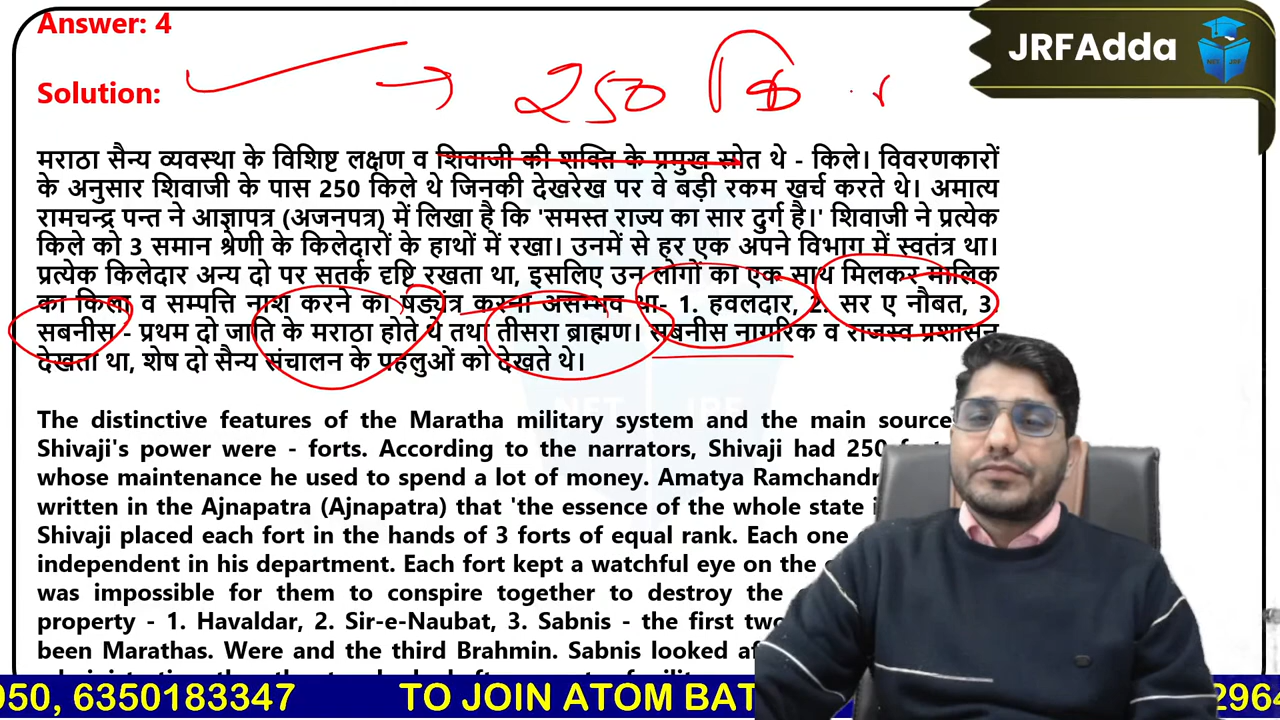 Answer: 4
JRFAdda
NET JRF
Solution:
250 कि
मराठा सैन्य व्यवस्था के विशिष्ट लक्षण व शिवाजी की शक्ति के प्रमुख स्रोत थे - किले। विवरणकारों
के अनुसार शिवाजी के पास 250 किले थे जिनकी देखरेख पर वे बड़ी रकम खर्च करते थे। अमात्य
रामचन्द्र पन्त ने आज्ञापत्र (अजनपत्र) में लिखा है कि 'समस्त राज्य का सार दुर्ग है।' शिवाजी ने प्रत्येक
किले को 3 समान श्रेणी के किलेदारों के हाथों में रखा। उनमें से हर एक अपने विभाग में स्वतंत्र था।
प्रत्येक किलेदार अन्य दो पर सतर्क दृष्टि रखता था, इसलिए उन लोगों का एक साथ मिलकर मालिक
का किला व सम्पत्ति नाश करने का षड्यंत्र करना असम्भव था- 1. हवलदार, 2. सर ए नौबत, 3.
सबनीस - प्रथम दो जाति के मराठा होते थे तथा तीसरा ब्राह्मण। सबनीस नागरिक व राजस्व प्रशासन
देखता था, शेष दो सैन्य संचालन के पहलुओं को देखते थे।
The distinctive features of the Maratha military system and the main source
Shivaji's power were - forts. According to the narrators, Shivaji had 250
whose maintenance he used to spend a lot of money. Amatya Ramchandr
written in the Ajnapatra (Ajnapatra) that 'the essence of the whole state i
Shivaji placed each fort in the hands of 3 forts of equal rank. Each one
independent in his department. Each fort kept a watchful eye on the
was impossible for them to conspire together to destroy the
property - 1. Havaldar, 2. Sir-e-Naubat, 3. Sabnis - the first two
been Marathas. Were and the third Brahmin. Sabnis looked af
950, 6350183347 TO JOIN ATOM BAT 2964